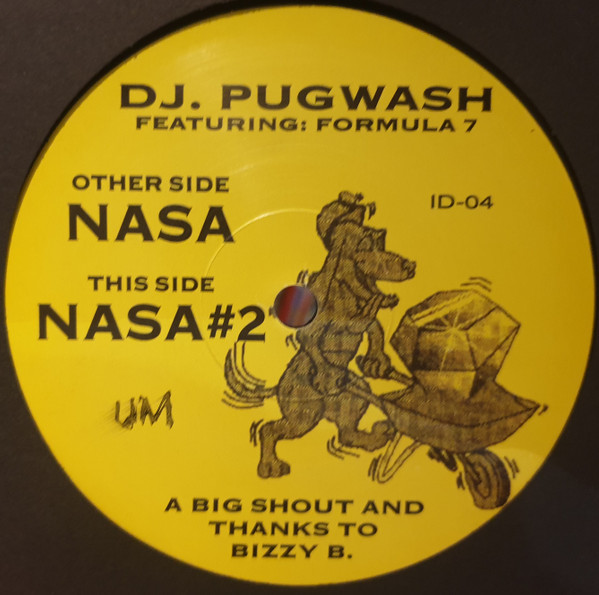 DJ. PUGWASH
FEATURING: FORMULA 7
OTHER SIDE
NASA
ID-04
THIS SIDE
NASA#2
UM
A BIG SHOUT AND
THANKS TO
BIZZY B.